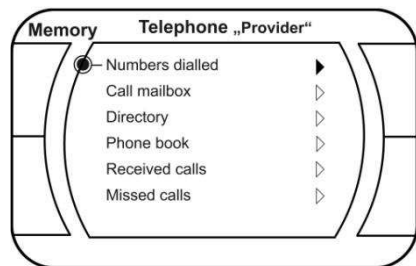 Memory Telephone „Provider“
Numbers dialled
Call mailbox
Directory
Phone book
Received calls
Missed calls